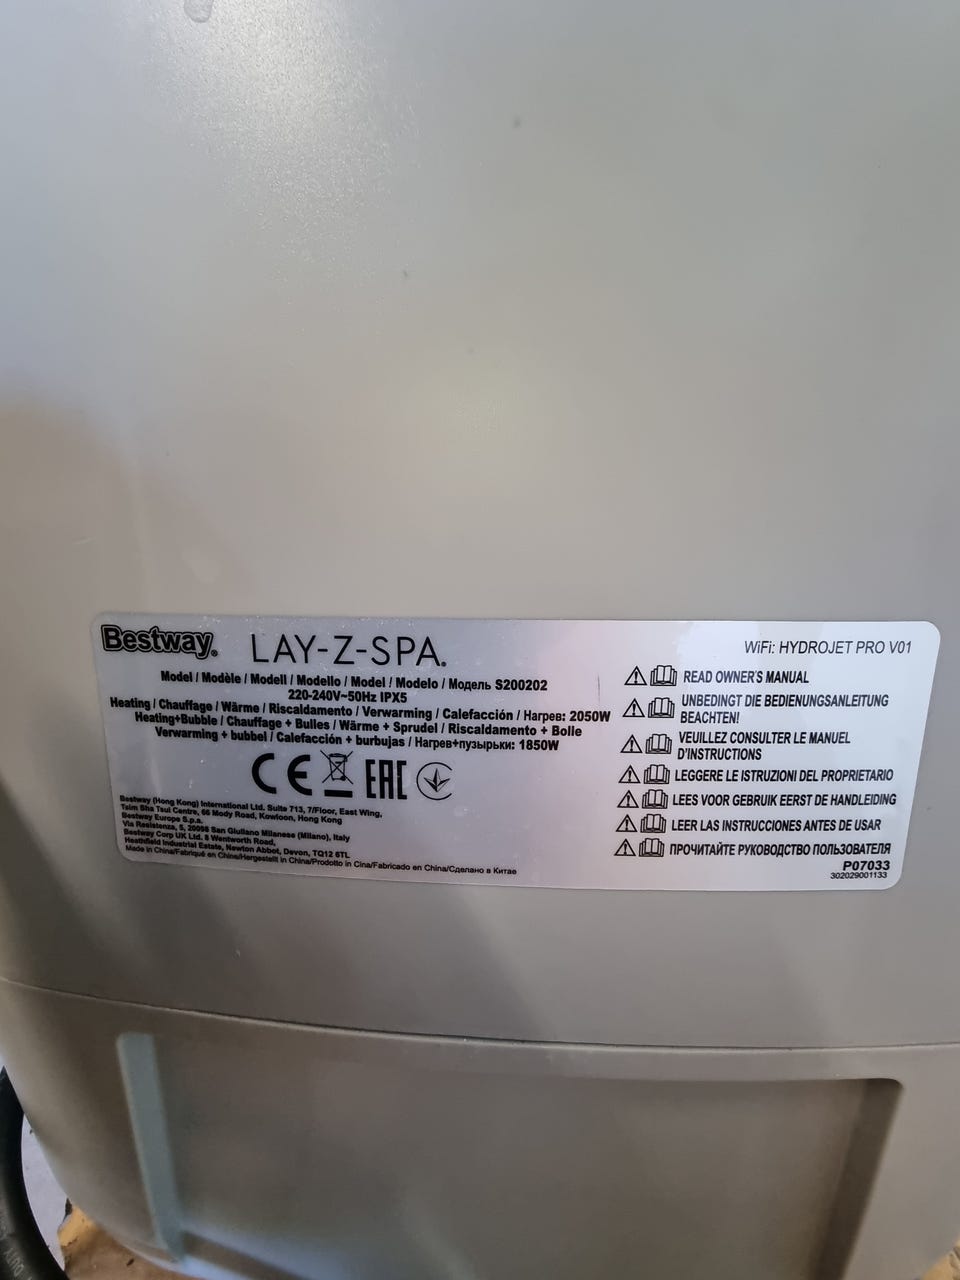 Bestway®
LAY-Z-SPA.
Model / Modèle / Modell / Modello / Model / Modelo / Модель S200202
220-240V~50Hz IPX5
Heating / Chauffage / Wärme / Riscaldamento / Verwarming / Calefacción / Нагрев: 2050W
Heating+Bubble / Chauffage + Bulles / Wärme + Sprudel / Riscaldamento + Bolle
Verwarming + bubbel / Calefacción + burbujas / Нагрев+пузырьки: 1850W
CE EAC
Bestway (Hong Kong) International Ltd. Suite 713, 7/Floor, East Wing,
Tsim Sha Tsui Centre, 66 Mody Road, Kowloon, Hong Kong
Bestway Europe S.p.a.
Via Resistenza, 5, 20098 San Giuliano Milanese (Milano), Italy
Bestway Corp UK Ltd. 8 Wentworth Road,
Heathfield Industrial Estate, Newton Abbot, Devon, TQ12 6TL
Made in China/Fabriqué en Chine/Hergestellt in China/Prodotto in Cina/Fabricado en China/Сделано в Китае
WiFi: HYDROJET PRO V01
READ OWNER'S MANUAL
UNBEDINGT DIE BEDIENUNGSANLEITUNG
BEACHTEN!
VEUILLEZ CONSULTER LE MANUEL
D'INSTRUCTIONS
LEGGERE LE ISTRUZIONI DEL PROPRIETARIO
LEES VOOR GEBRUIK EERST DE HANDLEIDING
LEER LAS INSTRUCCIONES ANTES DE USAR
ПРОЧИТАЙТЕ РУКОВОДСТВО ПОЛЬЗОВАТЕЛЯ
P07033
302029001133